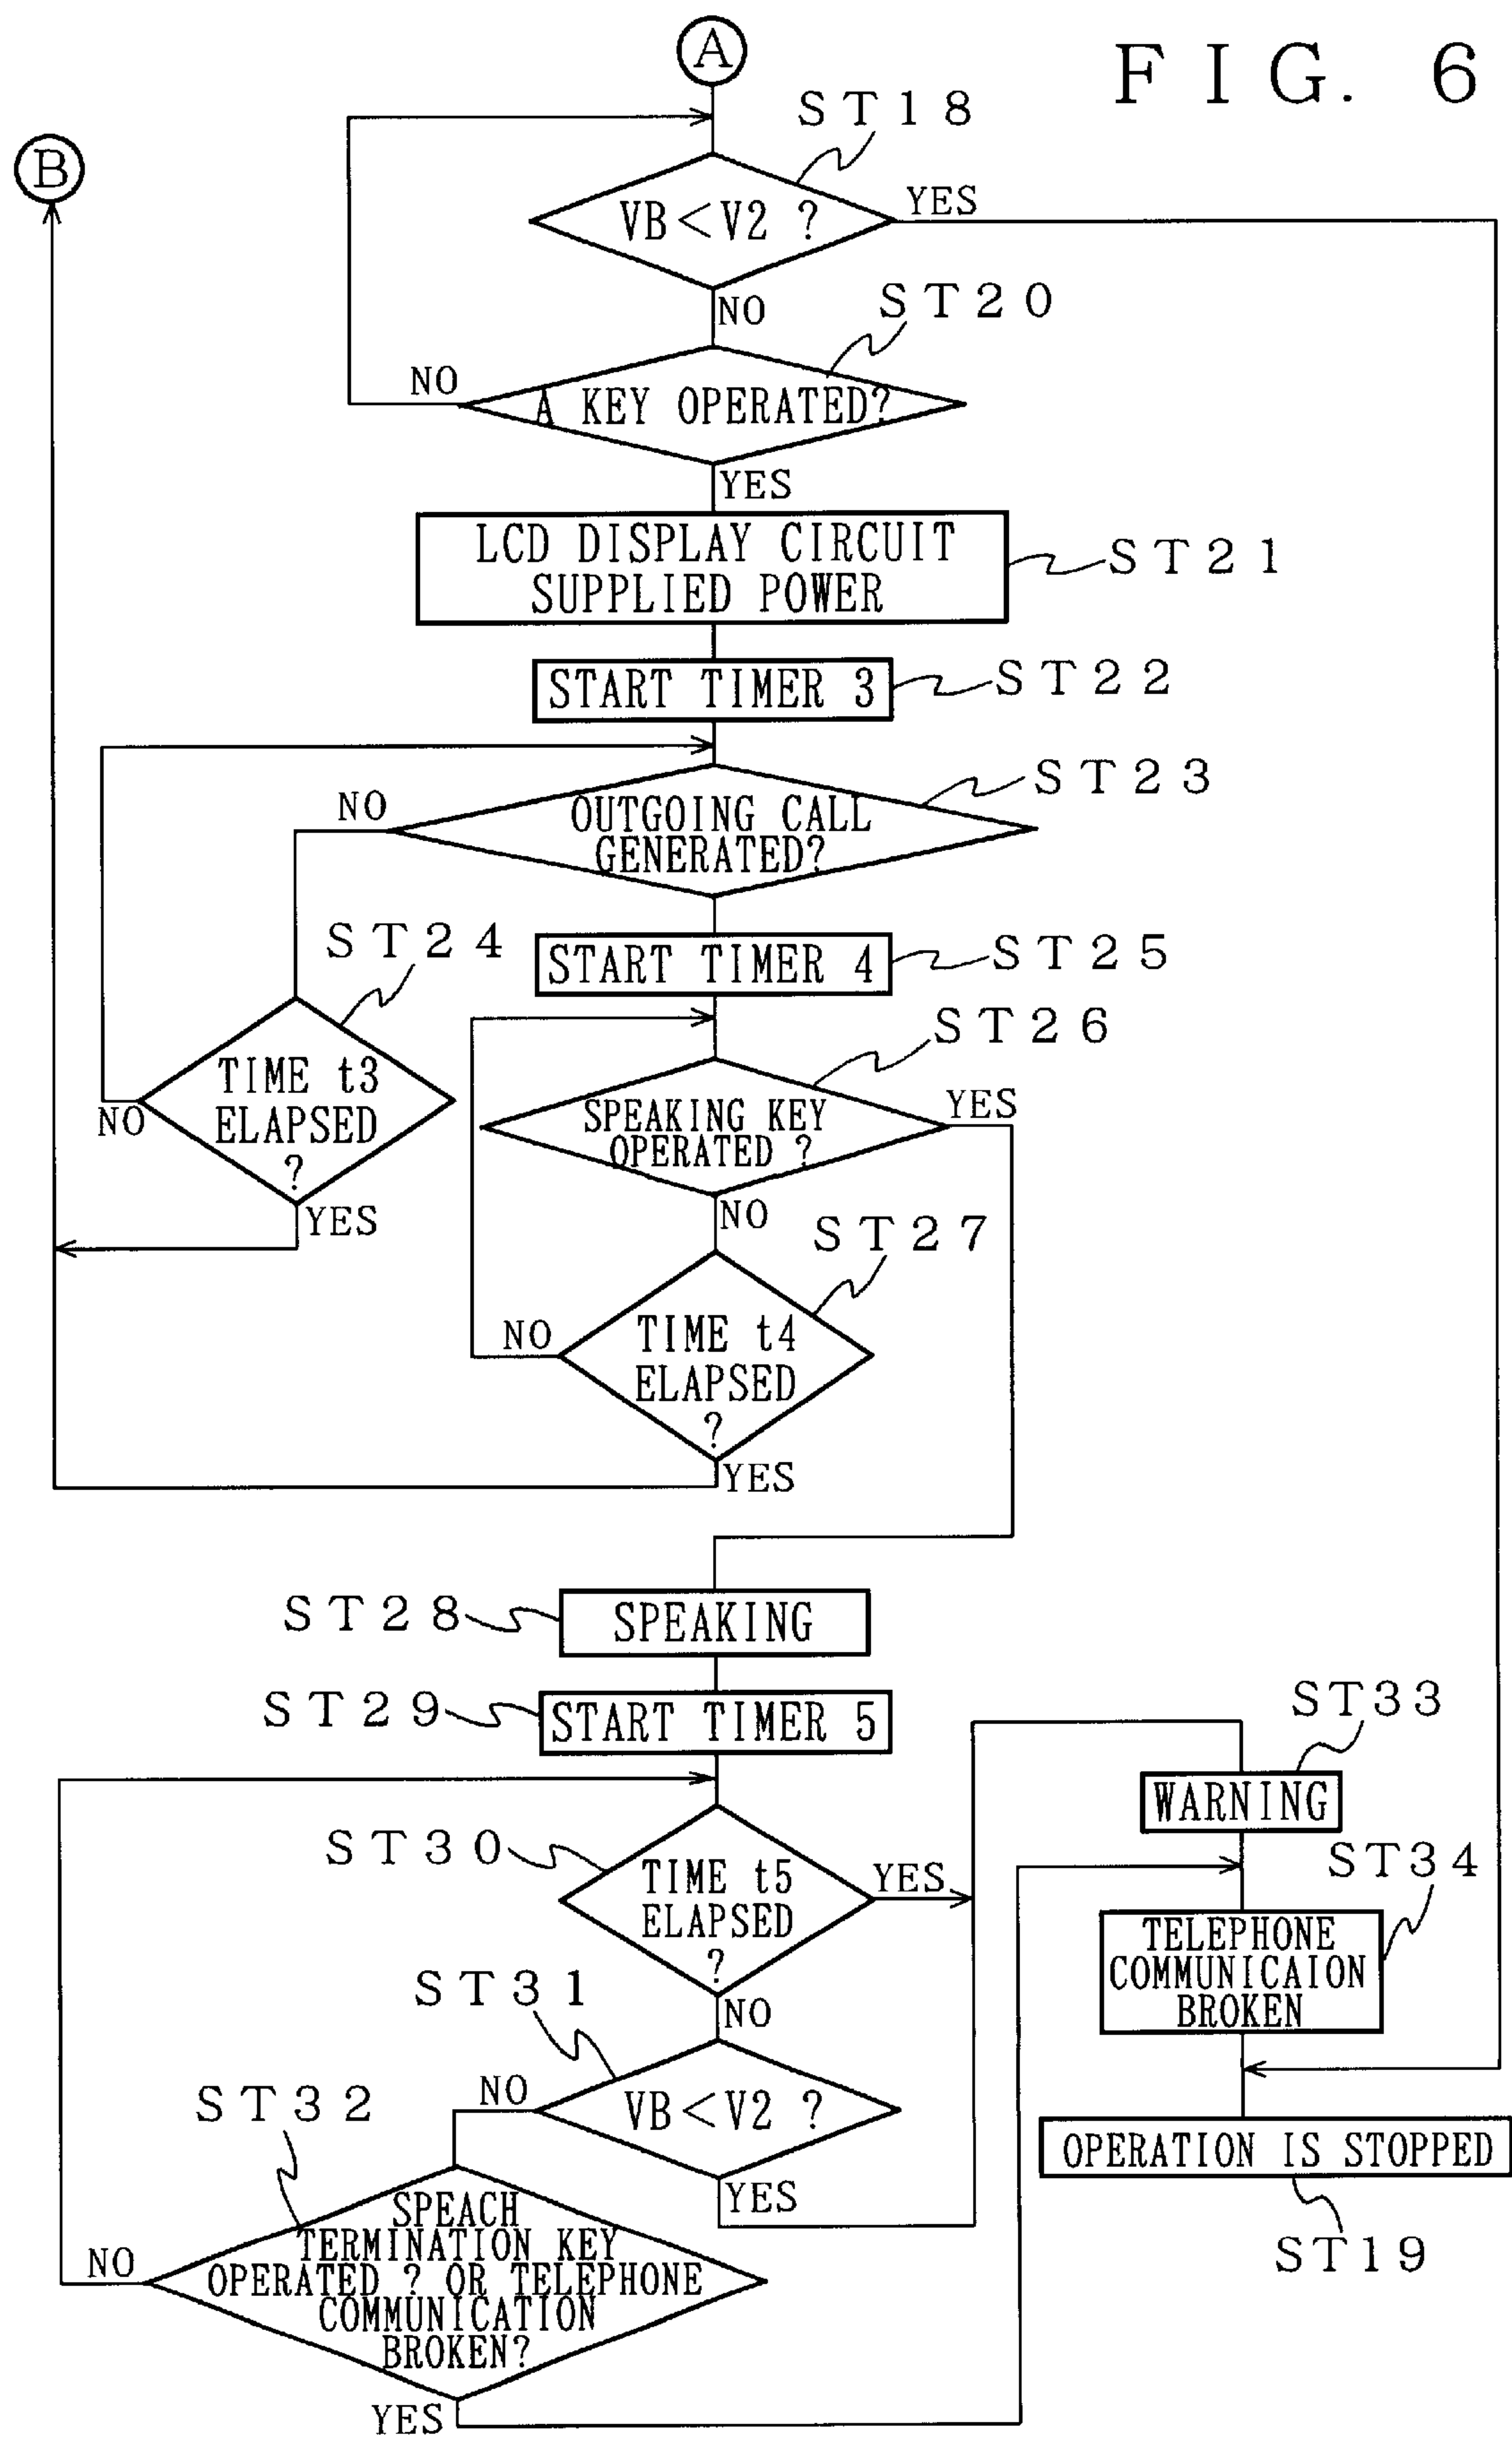 A
FIG. 6
B
ST18
VB<V2 ?
YES
NO
ST20
A KEY OPERATED?
NO
YES
LCD DISPLAY CIRCUIT
SUPPLIED POWER
ST21
START TIMER 3
ST22
ST23
OUTGOING CALL
GENERATED?
NO
ST24
START TIMER 4
ST25
ST26
TIME t3
ELAPSED
?
NO
YES
SPEAKING KEY
OPERATED ?
YES
NO
ST27
TIME t4
ELAPSED
?
NO
YES
ST28
SPEAKING
ST29
START TIMER 5
ST33
WARNING
ST30
TIME t5
ELAPSED
?
YES
NO
ST34
TELEPHONE
COMMUNICAION
BROKEN
ST31
VB<V2 ?
NO
YES
ST32
OPERATION IS STOPPED
ST19
SPEACH
TERMINATION KEY
OPERATED ? OR TELEPHONE
COMMUNICATION
BROKEN?
NO
YES